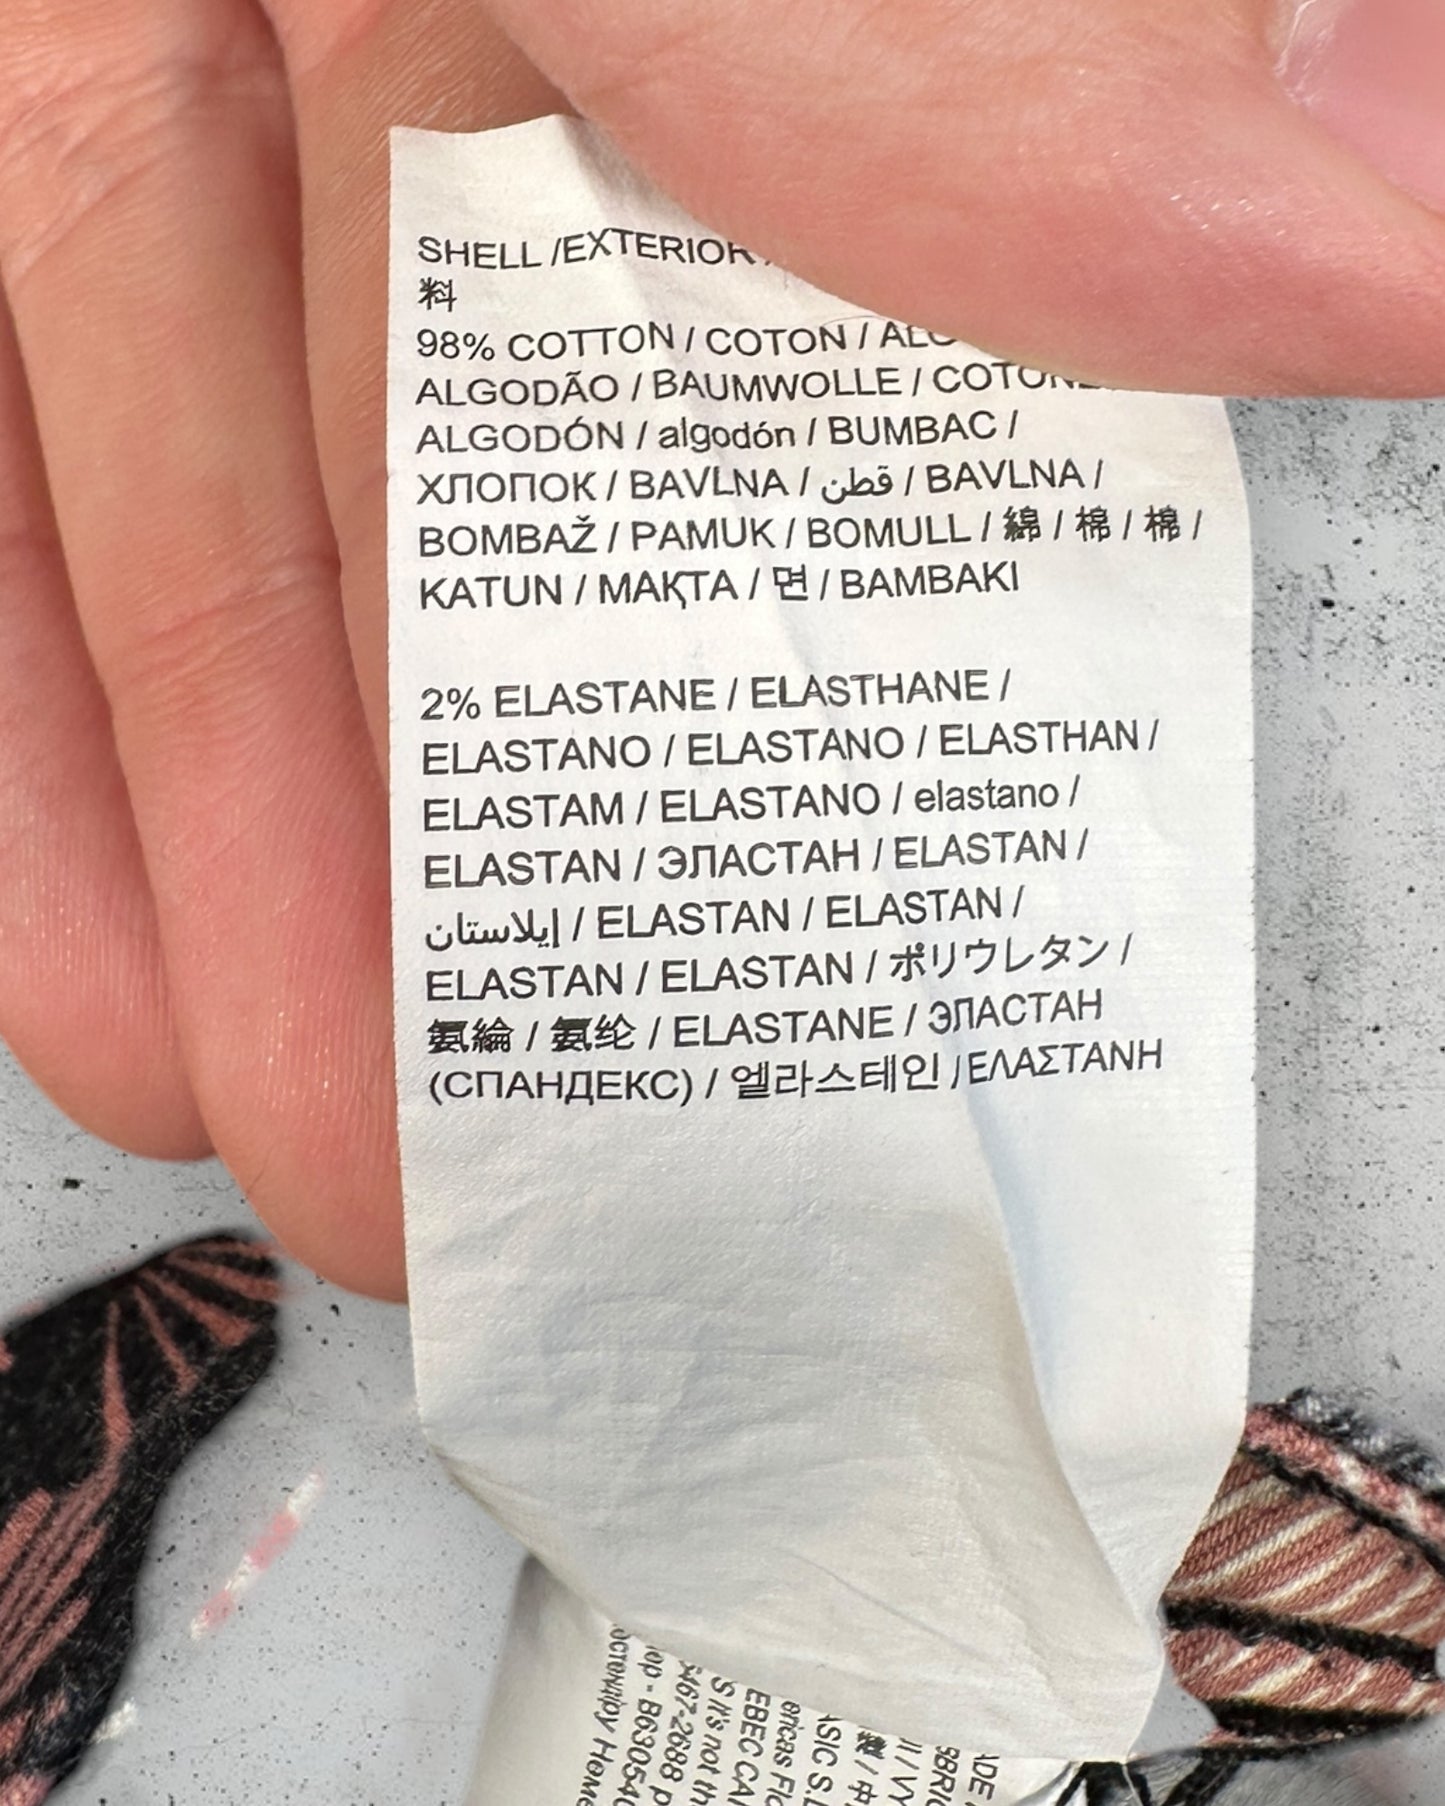 SHELL /EXTERIOR
料
98% COTTON / COTON /
ALGODÃO / BAUMWOLLE /
ALGODÓN / algodón / BUMBAC /
ХЛОПОК / BAVLNA / قطن / BAVLNA /
BOMBAŽ / PAMUK / BOMULL / 綿 / 棉 / 棉 /
KATUN / МАҚТА / 면 / BAMBAKI
2% ELASTANE / ELASTHANE /
ELASTANO / ELASTANO / ELASTHAN /
ELASTAM / ELASTANO / elastano /
ELASTAN / ЭЛАСТАН / ELASTAN /
إيلاستان / ELASTAN / ELASTAN /
ELASTAN / ELASTAN / ポリウレタン /
氨綸 / 氨纶 / ELASTANE / ЭЛАСТАН
(СПАНДЕКС) / 엘라스테인 /ΕΛΑΣΤΑΝΗ